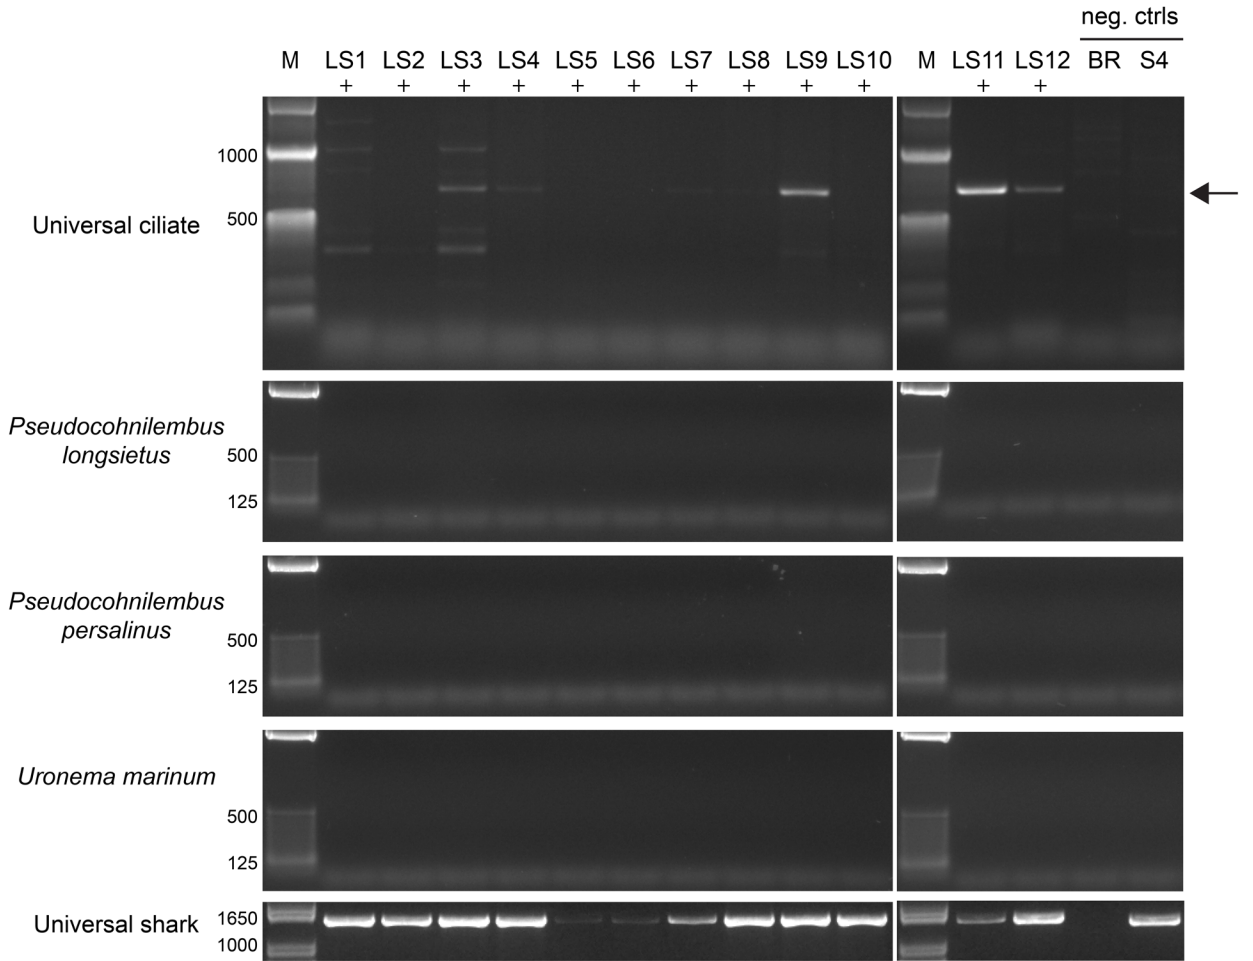 neg. ctrls
M LS1 LS2 LS3 LS4 LS5 LS6 LS7 LS8 LS9 LS10 M LS11 LS12 BR S4
+ + + + + + + + + + + +
1000
500
Universal ciliate
Pseudocohnilembus
longsietus
500
125
Pseudocohnilembus
persalinus
500
125
Uronema marinum
500
125
Universal shark
1650
1000